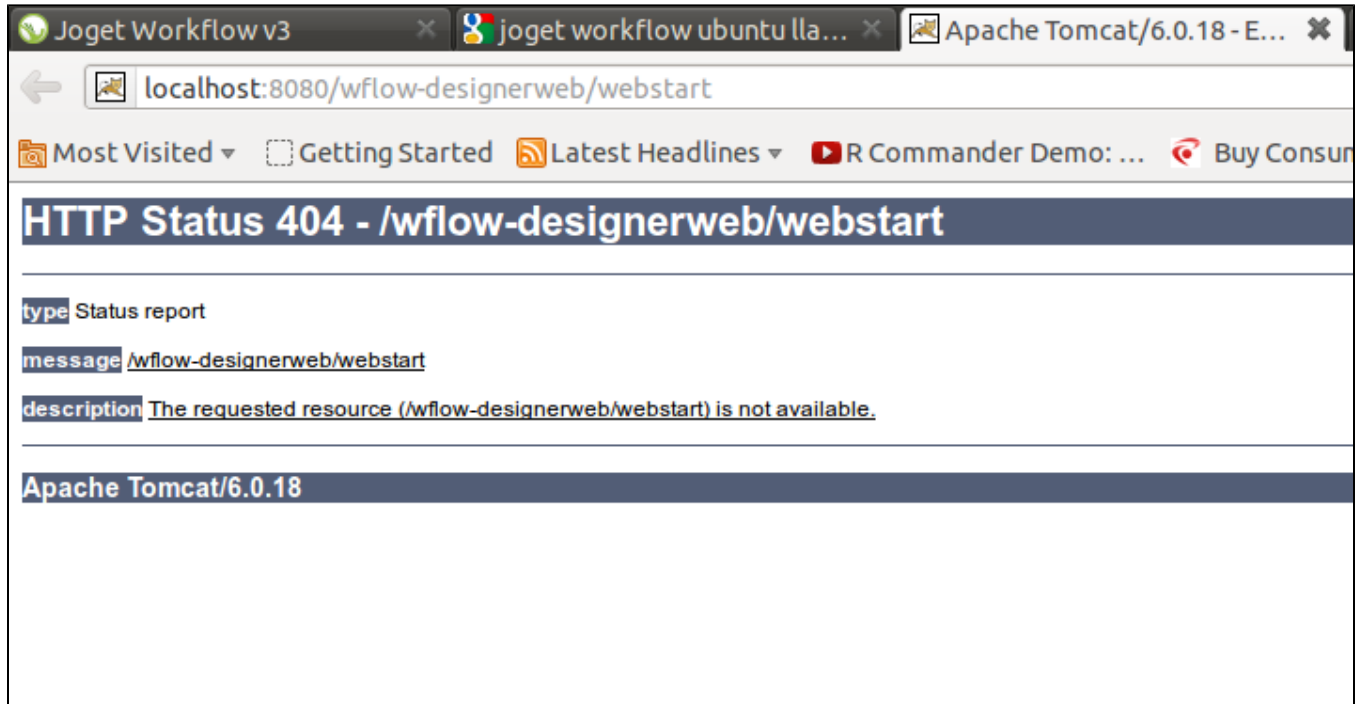 Joget Workflow v3 joget workflow ubuntu lla... Apache Tomcat/6.0.18 - E...
localhost:8080/wflow-designerweb/webstart
Most Visited Getting Started Latest Headlines R Commander Demo: ... Buy Consum
HTTP Status 404 - /wflow-designerweb/webstart
type Status report
message /wflow-designerweb/webstart
description The requested resource (/wflow-designerweb/webstart) is not available.
Apache Tomcat/6.0.18